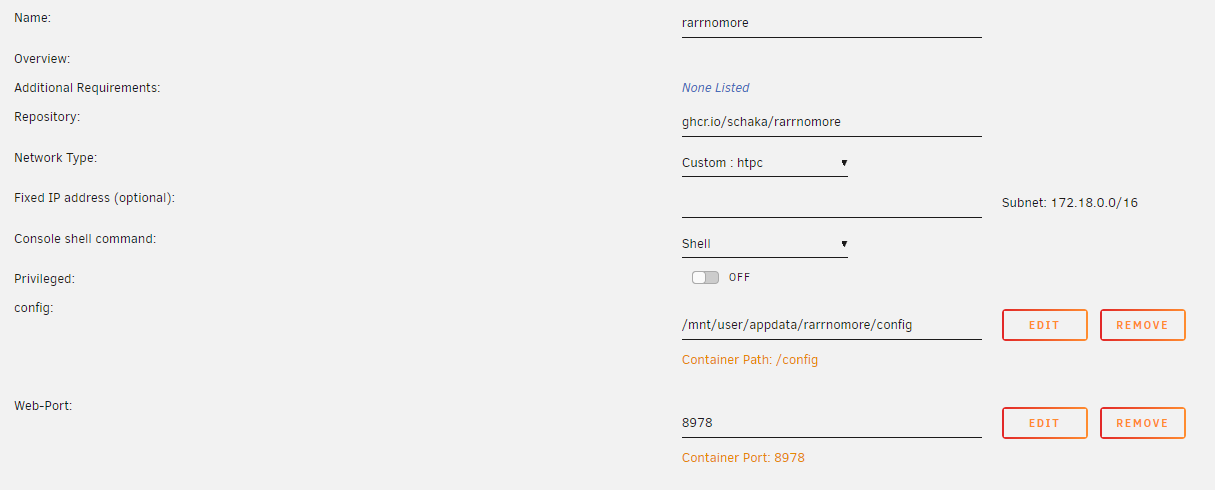 Name:
rarrnomore
Overview:
Additional Requirements:
None Listed
Repository:
ghcr.io/schaka/rarrnomore
Network Type:
Custom : htpc
Fixed IP address (optional):
Subnet: 172.18.0.0/16
Console shell command:
Shell
Privileged:
OFF
config:
/mnt/user/appdata/rarrnomore/config
EDIT
REMOVE
Container Path: /config
Web-Port:
8978
EDIT
REMOVE
Container Port: 8978